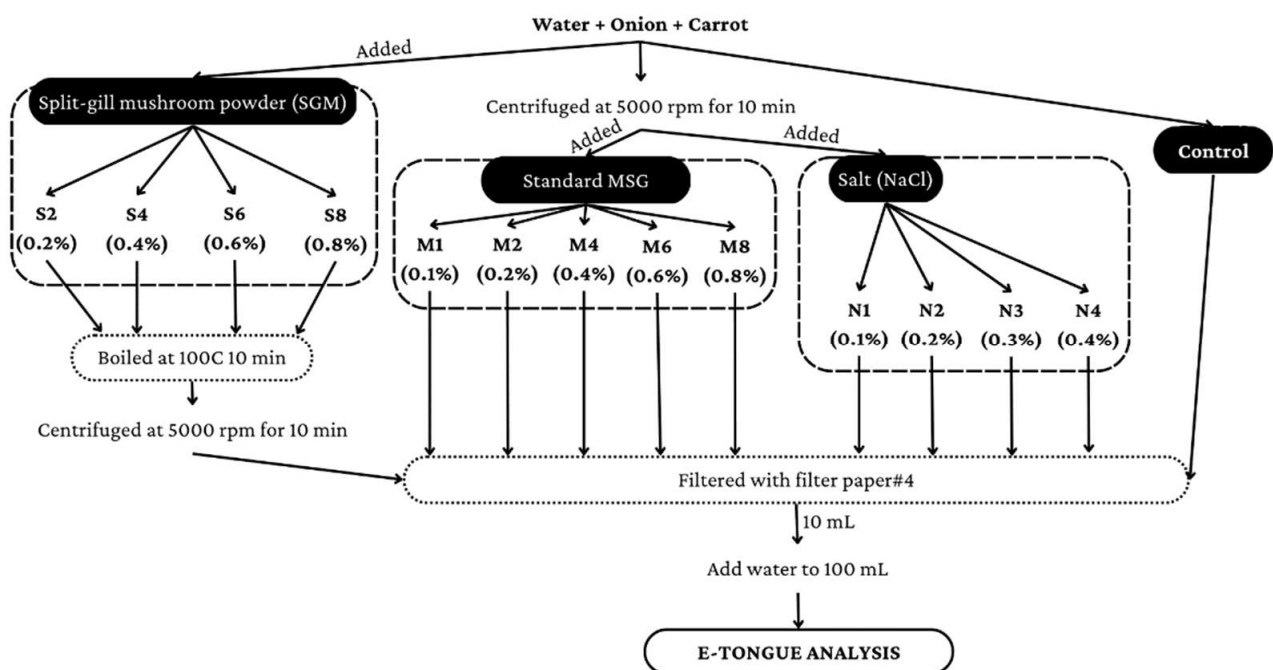 Water + Onion + Carrot
Added
Split-gill mushroom powder (SGM)
Centrifuged at 5000 rpm for 10 min
Added
Added
Control
Standard MSG
Salt (NaCl)
S2
S4
S6
S8
(0.2%)
(0.4%)
(0.6%)
(0.8%)
M1
M2
M4
M6
M8
(0.1%)
(0.2%)
(0.4%)
(0.6%)
(0.8%)
N1
N2
N3
N4
(0.1%)
(0.2%)
(0.3%)
(0.4%)
Boiled at 100C 10 min
Centrifuged at 5000 rpm for 10 min
Filtered with filter paper#4
10 mL
Add water to 100 mL
E-TONGUE ANALYSIS